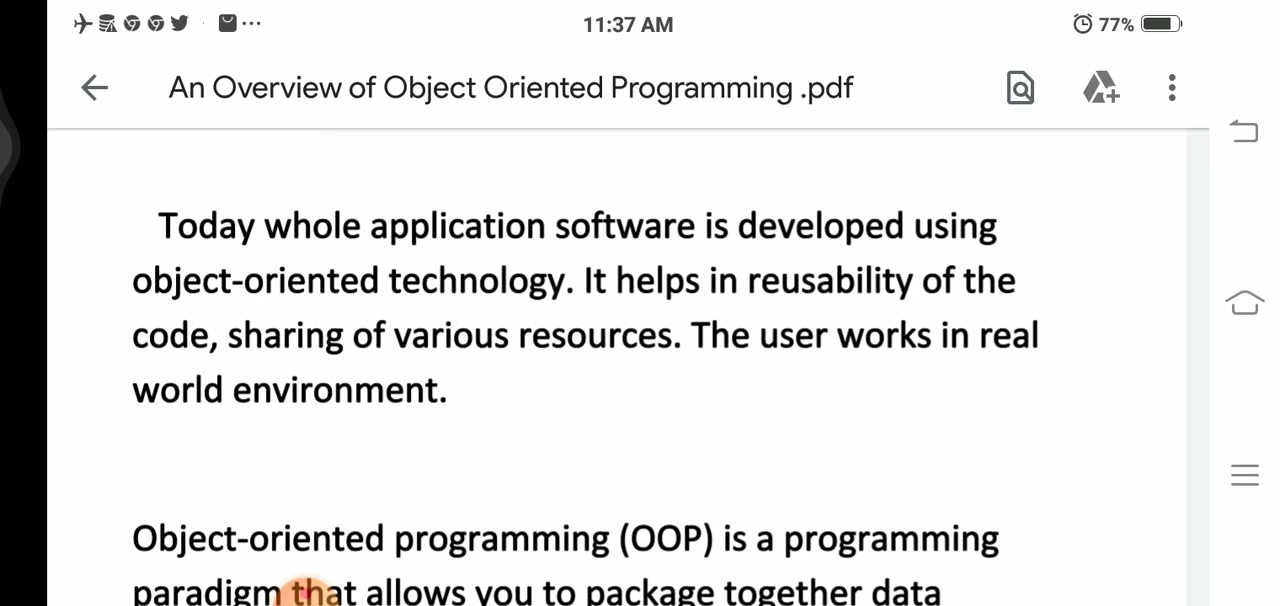 11:37 AM
77%
An Overview of Object Oriented Programming .pdf
Today whole application software is developed using
object-oriented technology. It helps in reusability of the
code, sharing of various resources. The user works in real
world environment.
Object-oriented programming (OOP) is a programming
paradigm that allows you to package together data